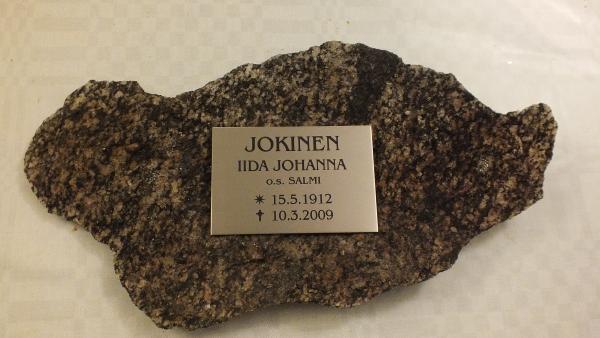 JOKINEN
IIDA JOHANNA
O.S. SALMI
✶ 15.5.1912
✝ 10.3.2009